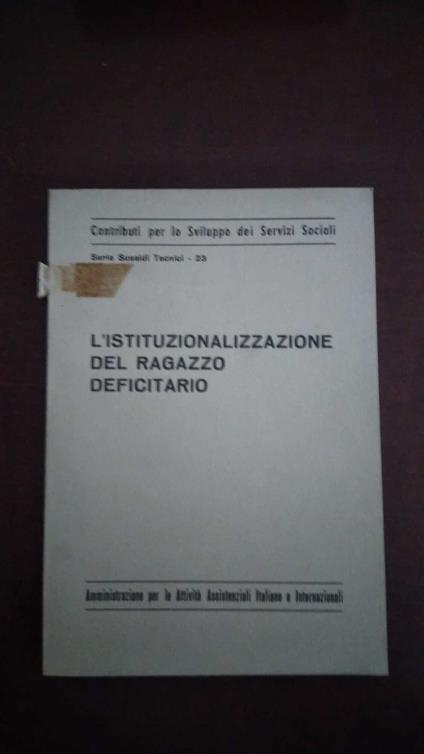 Contributi per lo Sviluppo dei Servizi Sociali
Serie Sussidi Tecnici - 23
L'ISTITUZIONALIZZAZIONE
DEL RAGAZZO
DEFICITARIO
Amministrazione per le Attività Assistenziali Italiane e Internazionali